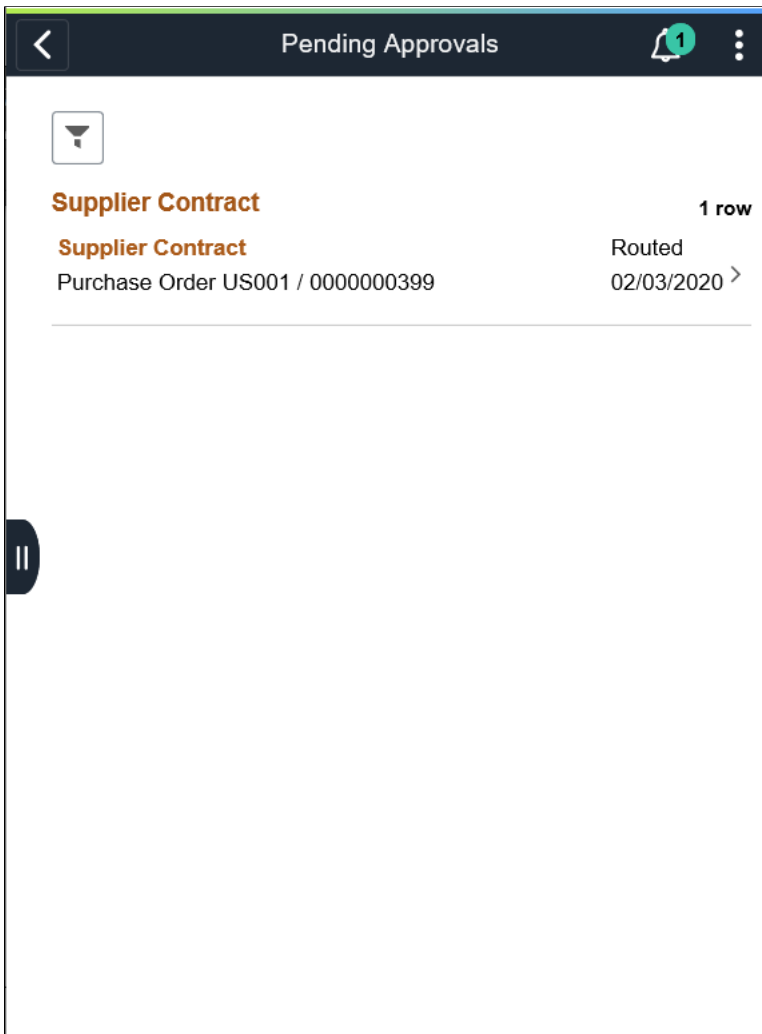 Pending Approvals
1
Supplier Contract
1 row
Supplier Contract Routed
Purchase Order US001 / 0000000399 02/03/2020